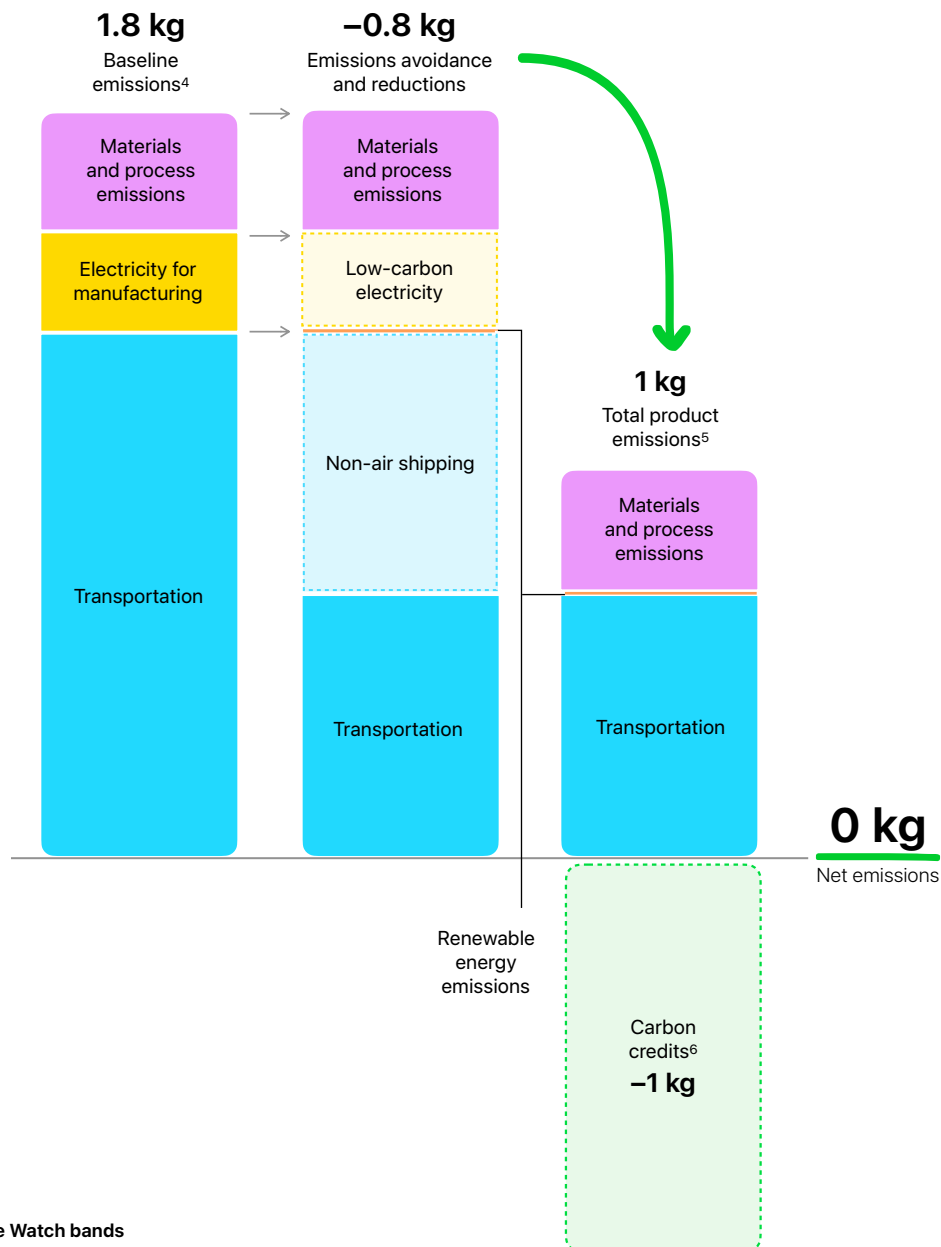 1.8 kg
Baseline
emissions⁴
Materials
and process
emissions
Electricity for
manufacturing
Transportation
–0.8 kg
Emissions avoidance
and reductions
Materials
and process
emissions
Low-carbon
electricity
Non-air shipping
Transportation
Renewable
energy
emissions
1 kg
Total product
emissions⁵
Materials
and process
emissions
Transportation
Carbon
credits⁶
–1 kg
0 kg
Net emissions
e Watch bands